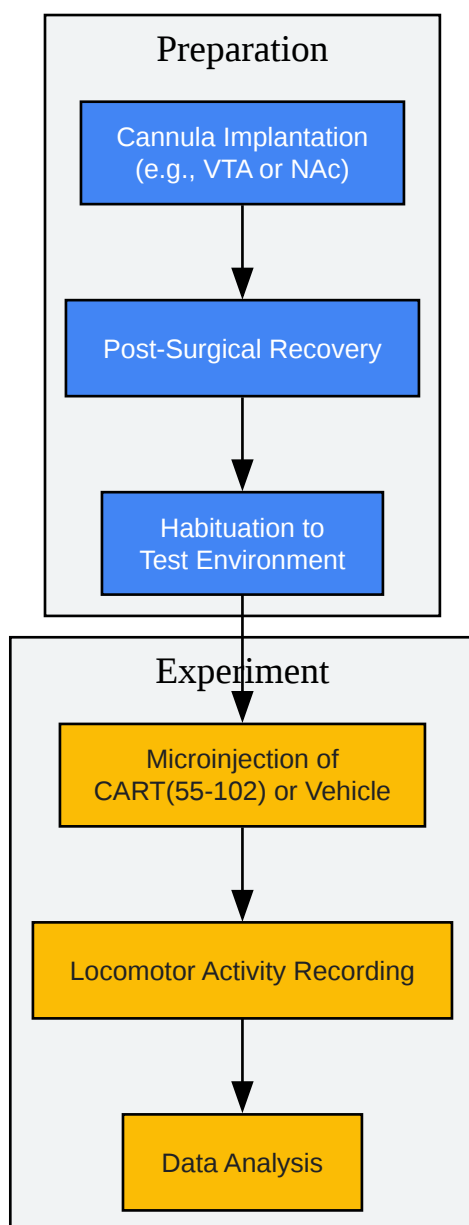 Preparation
Cannula Implantation
(e.g., VTA or NAc)
Post-Surgical Recovery
Habituation to
Test Environment
Experiment
Microinjection of
CART(55-102) or Vehicle
Locomotor Activity Recording
Data Analysis